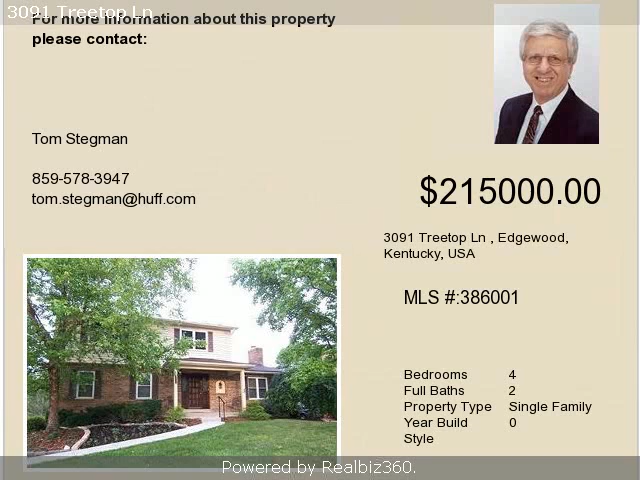 3091 Treetop Ln
For more information about this property
please contact:
Tom Stegman
859-578-3947
tom.stegman@huff.com
$215000.00
3091 Treetop Ln , Edgewood,
Kentucky, USA
MLS #:386001
Bedrooms 4
Full Baths 2
Property Type Single Family
Year Build 0
Style
Powered by Realbiz360.